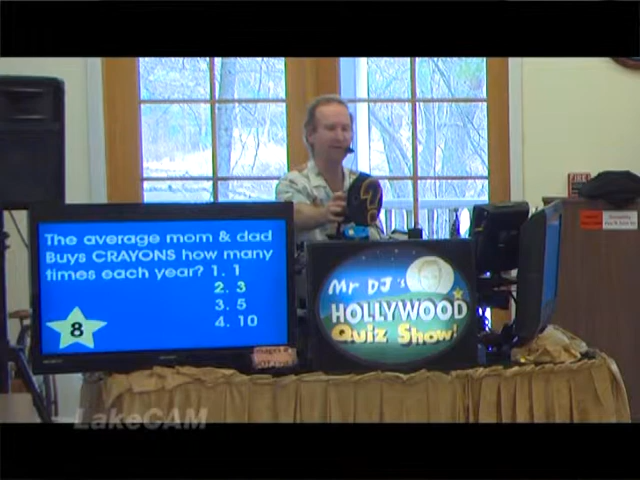 The average mom & dad
Buys CRAYONS how many
times each year? 1. 1
2. 3
3. 5
4. 10
8
Mr DJ's
HOLLYWOOD
Quiz Show!
LakeCAM